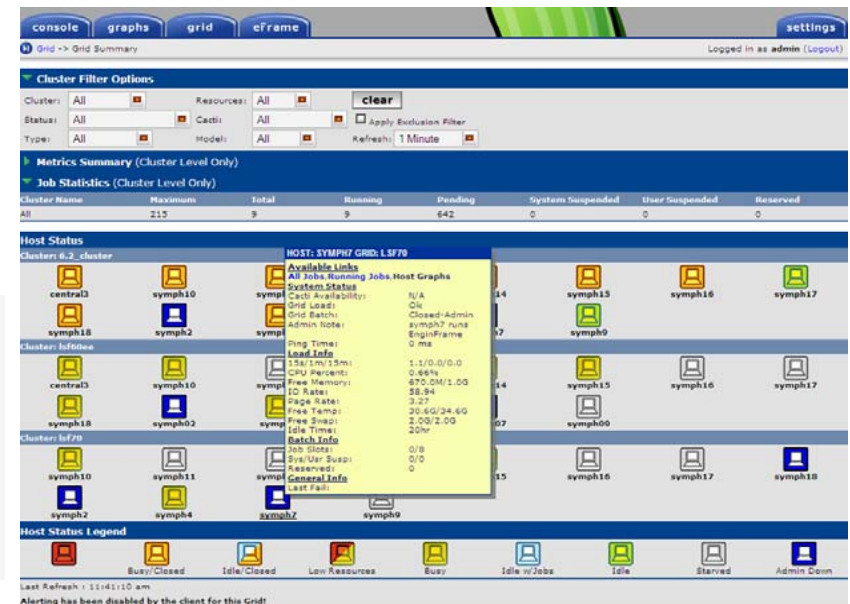 console graphs grid eFrame settings
Grid -> Grid Summary Logged in as admin (Logout)
Cluster Filter Options
Cluster: All Resources: All clear
Status: All Cacti: All Apply Exclusion Filter
Type: All Model: All Refresh: 1 Minute
Metrics Summary (Cluster Level Only)
Job Statistics (Cluster Level Only)
Cluster Name Maximum Total Running Pending System Suspended User Suspended Reserved
All 215 9 9 642 0 0 0
Host Status
Cluster: 6.2_cluster
central3 symph10 14 symph15 symph16 symph17
symph18 symph2 symph9
Cluster: lsf60ee
central3 symph10 14 symph15 symph16 symph17
symph18 symph02 07 symph09
Cluster: lsf70
symph10 symph11 15 symph16 symph17 symph18
symph2 symph4 symph7 symph9
HOST: SYMPH7 GRID: LSF70
Available Links
All Jobs,Running Jobs,Host Graphs
System Status
Cacti Availability: N/A
Grid Load: Ok
Grid Batch: Closed-Admin
Admin Note: symph7 runs
EnginFrame
Ping Time: 0 ms
Load Info
15s/1m/15m: 1.1/0.0/0.0
CPU Percent: 0.66%
Free Memory: 670.0M/1.0G
IO Rate: 58.94
Page Rate: 3.27
Free Temp: 30.6G/34.6G
Free Swap: 2.0G/2.0G
Idle Time: 20hr
Batch Info
Job Slots: 0/8
Sys/Usr Susp: 0/0
Reserved: 0
General Info
Last Fail:
Host Status Legend
Busy/Closed Idle/Closed Low Resources Busy Idle w/Jobs Idle Starved Admin Down
Last Refresh : 11:41:10 am
Alerting has been disabled by the client for this Grid!